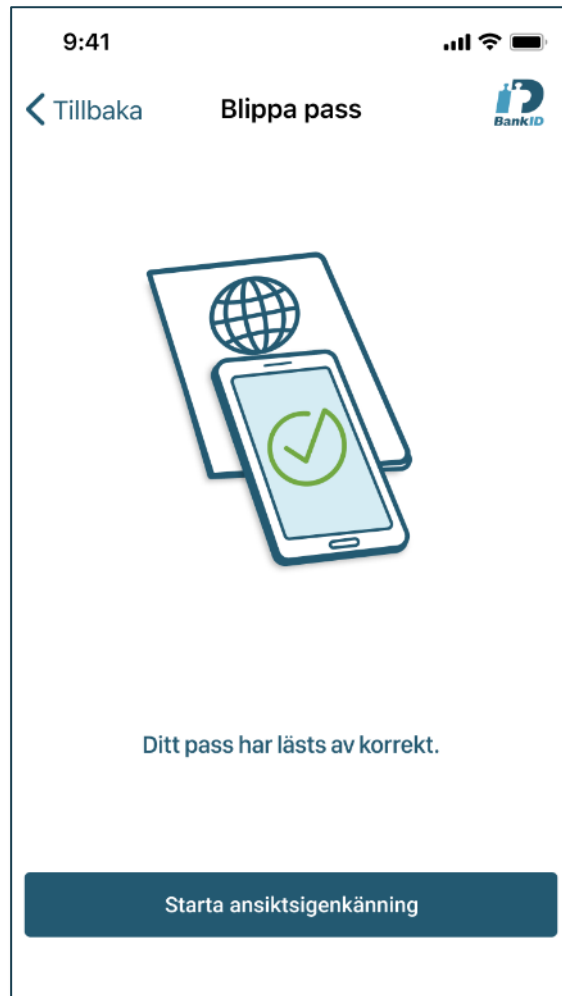 9:41
Tillbaka
Blippa pass
BankID
Ditt pass har lästs av korrekt.
Starta ansiktsigenkänning